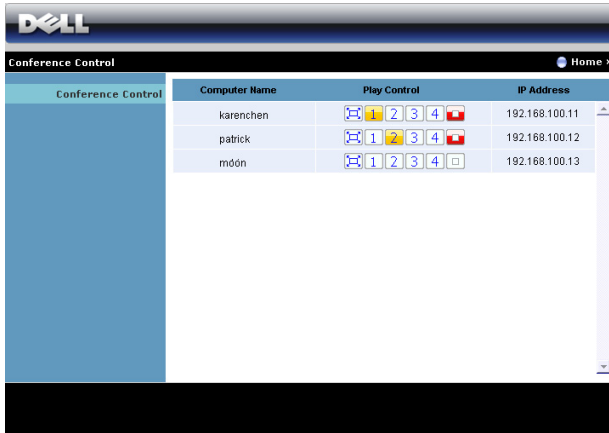 DELL
Conference Control
Home
Conference Control
Computer Name Play Control IP Address
karenchen 1 2 3 4 192.168.100.11
patrick 1 2 3 4 192.168.100.12
móón 1 2 3 4 192.168.100.13